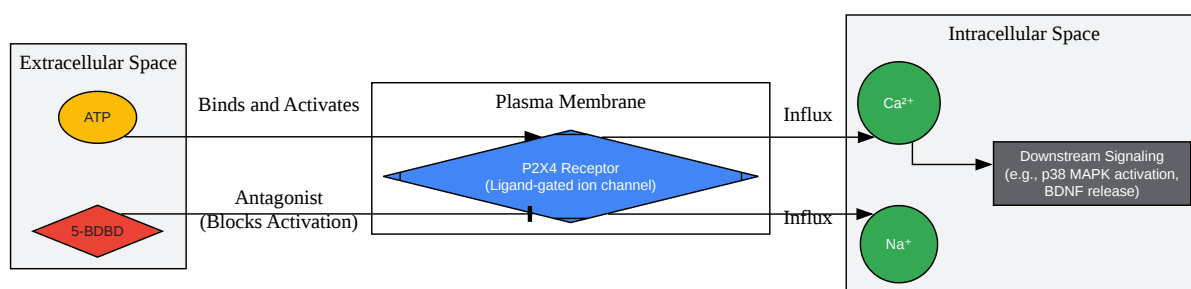 Extracellular Space
ATP
5-BDBD
Binds and Activates
Antagonist
(Blocks Activation)
Plasma Membrane
P2X4 Receptor
(Ligand-gated ion channel)
Influx
Influx
Intracellular Space
Ca²⁺
Na⁺
Downstream Signaling
(e.g., p38 MAPK activation,
BDNF release)